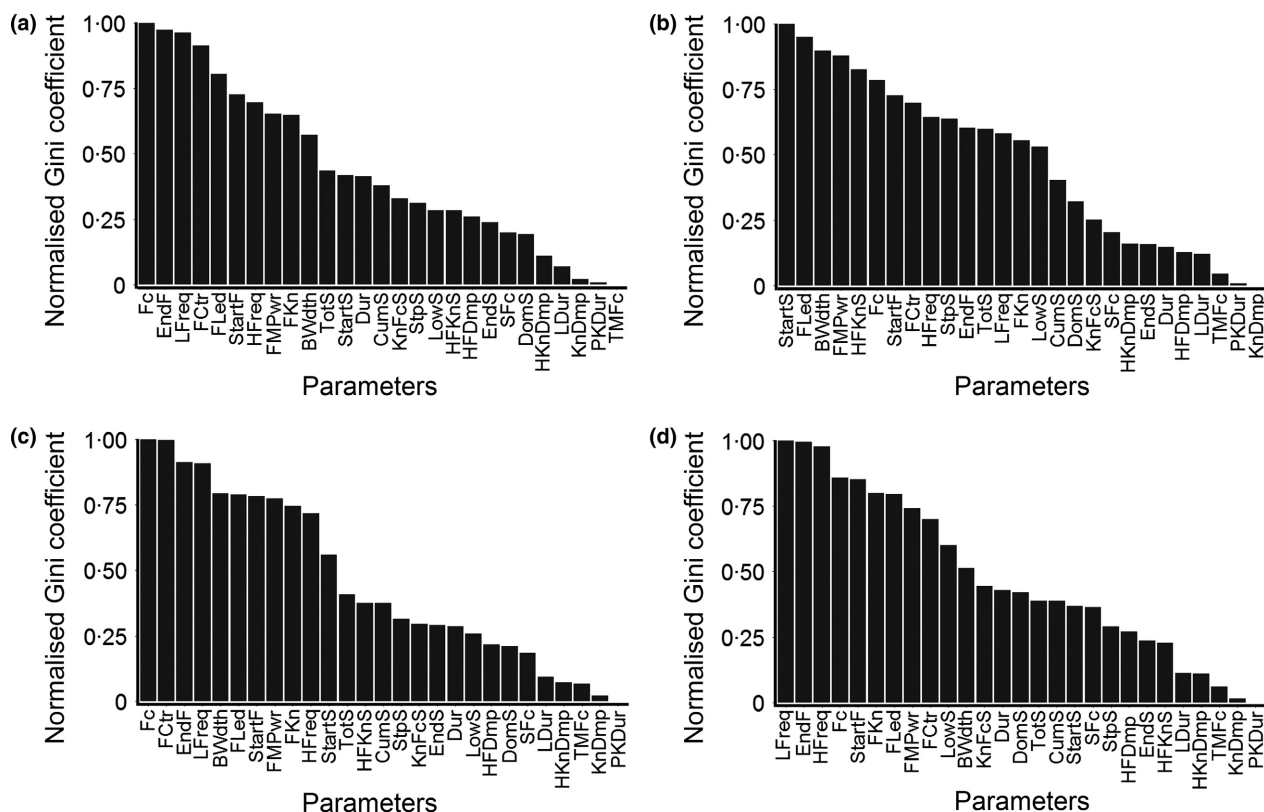 (a)
Normalised Gini coefficient
1·00
0·75
0·50
0·25
0
Fc EndF LFreq FCtr FLed StartF HFreq FMPwr FKn BWdth TotS StartS Dur CumS KnFcS StpS LowS HFKnS HFDmp EndS SFc DomS HKnDmp LDur KnDmp PKDur TMFc
Parameters
(b)
Normalised Gini coefficient
1·00
0·75
0·50
0·25
0
StartS FLed BWdth FMPwr HFKnS Fc StartF FCtr HFreq StpS EndF TotS LFreq FKn LowS CumS DomS KnFcS SFc HKnDmp EndS Dur HFDmp LDur TMFc PKDur KnDmp
Parameters
(c)
Normalised Gini coefficient
1·00
0·75
0·50
0·25
0
Fc FCtr EndF LFreq BWdth FLed StartF FMPwr FKn HFreq StartS TotS HFKnS CumS StpS KnFcS EndS Dur LowS HFDmp DomS SFc LDur HKnDmp TMFc KnDmp PKDur
Parameters
(d)
Normalised Gini coefficient
1·00
0·75
0·50
0·25
0
LFreq EndF HFreq Fc StartF FKn FLed FMPwr FCtr LowS BWdth KnFcS Dur DomS TotS CumS StartS SFc StpS HFDmp EndS HFKnS LDur HKnDmp TMFc KnDmp PKDur
Parameters